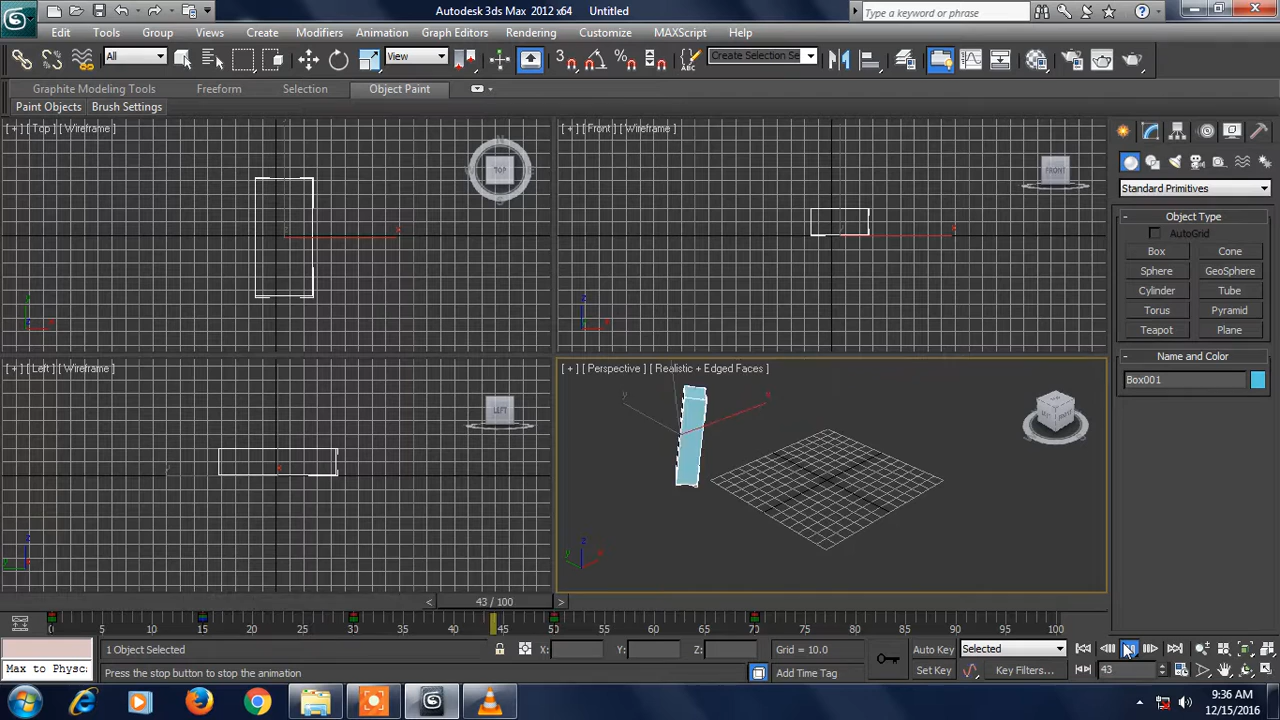 Autodesk 3ds Max 2012 x64 Untitled
Type a keyword or phrase
Edit Tools Group Views Create Modifiers Animation Graph Editors Rendering Customize MAXScript Help
All View Create Selection Se
Graphite Modeling Tools Freeform Selection Object Paint
Paint Objects Brush Settings
[ + ] [ Top ] [ Wireframe ]
TOP
[ + ] [ Front ] [ Wireframe ]
FRONT
Standard Primitives
- Object Type
AutoGrid
Box Cone
Sphere GeoSphere
Cylinder Tube
Torus Pyramid
Teapot Plane
- Name and Color
Box001
[ + ] [ Left ] [ Wireframe ]
LEFT
[ + ] [ Perspective ] [ Realistic + Edged Faces ]
y x
z
y x
< 43 / 100 >
0 5 10 15 20 25 30 35 40 45 50 55 60 65 70 75 80 85 90 95 100
1 Object Selected X: Y: Z: Grid = 10.0 Auto Key Selected
Max to Physc Press the stop button to stop the animation Add Time Tag Set Key Key Filters... 43
9:36 AM
12/15/2016